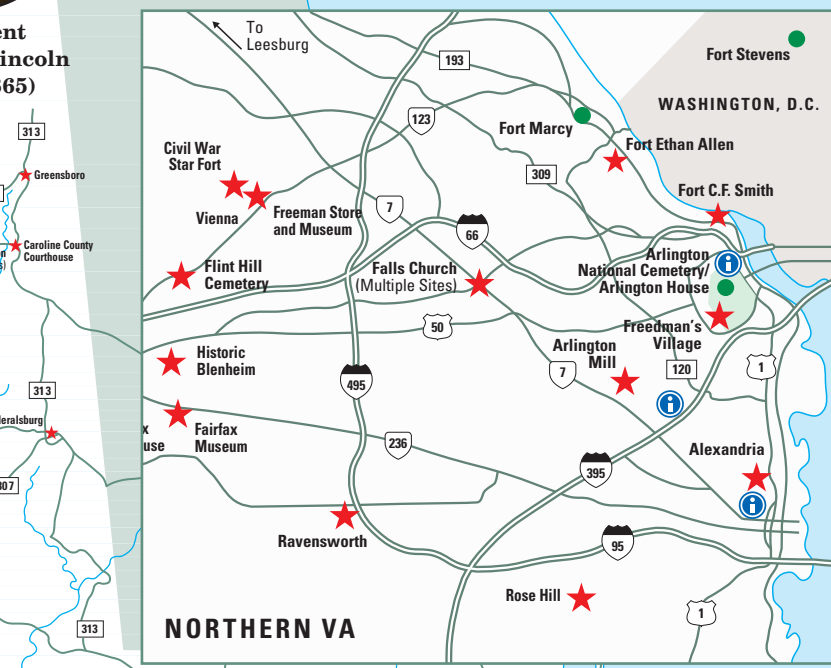 ent
incoln
65)
313
Greensboro
Caroline County
Courthouse
313
eralsburg
307
313
To
Leesburg
193
Fort Stevens
WASHINGTON, D.C.
123
Fort Marcy
Fort Ethan Allen
Civil War
Star Fort
309
Fort C.F. Smith
Vienna
Freeman Store
and Museum
7
66
Flint Hill
Cemetery
Falls Church
(Multiple Sites)
Arlington
National Cemetery/
Arlington House
i
50
Freedman's
Village
Historic
Blenheim
495
Arlington
Mill
7
120
1
i
x
use
Fairfax
Museum
236
395
Alexandria
i
Ravensworth
95
Rose Hill
1
NORTHERN VA